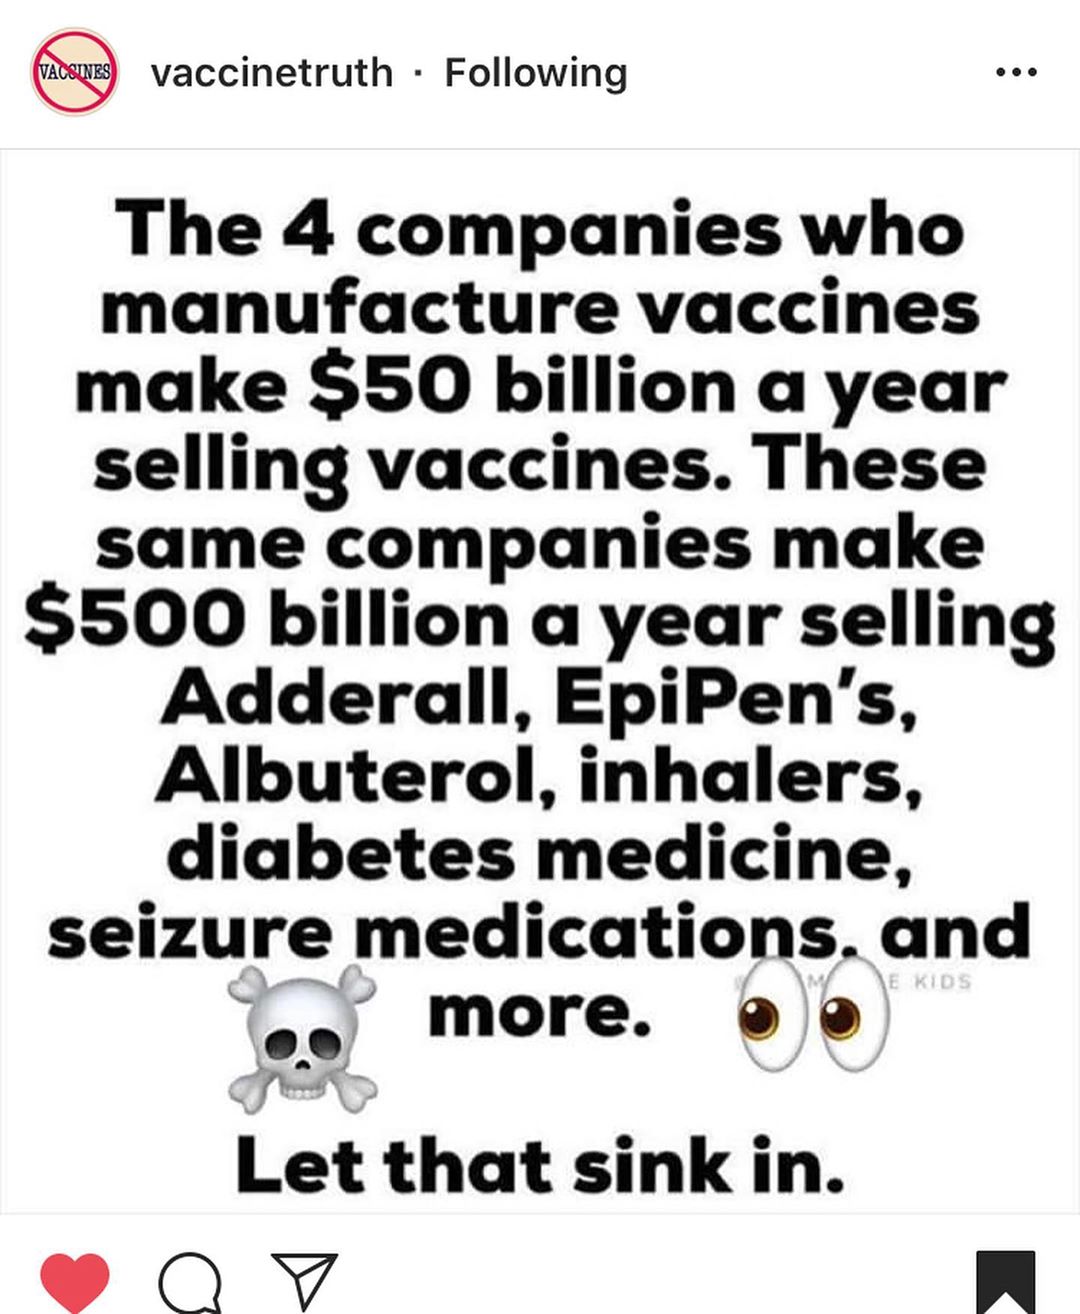 VACCINES
vaccinetruth · Following
The 4 companies who
manufacture vaccines
make $50 billion a year
selling vaccines. These
same companies make
$500 billion a year selling
Adderall, EpiPen's,
Albuterol, inhalers,
diabetes medicine,
seizure medications, and
E KIDS
more.
Let that sink in.